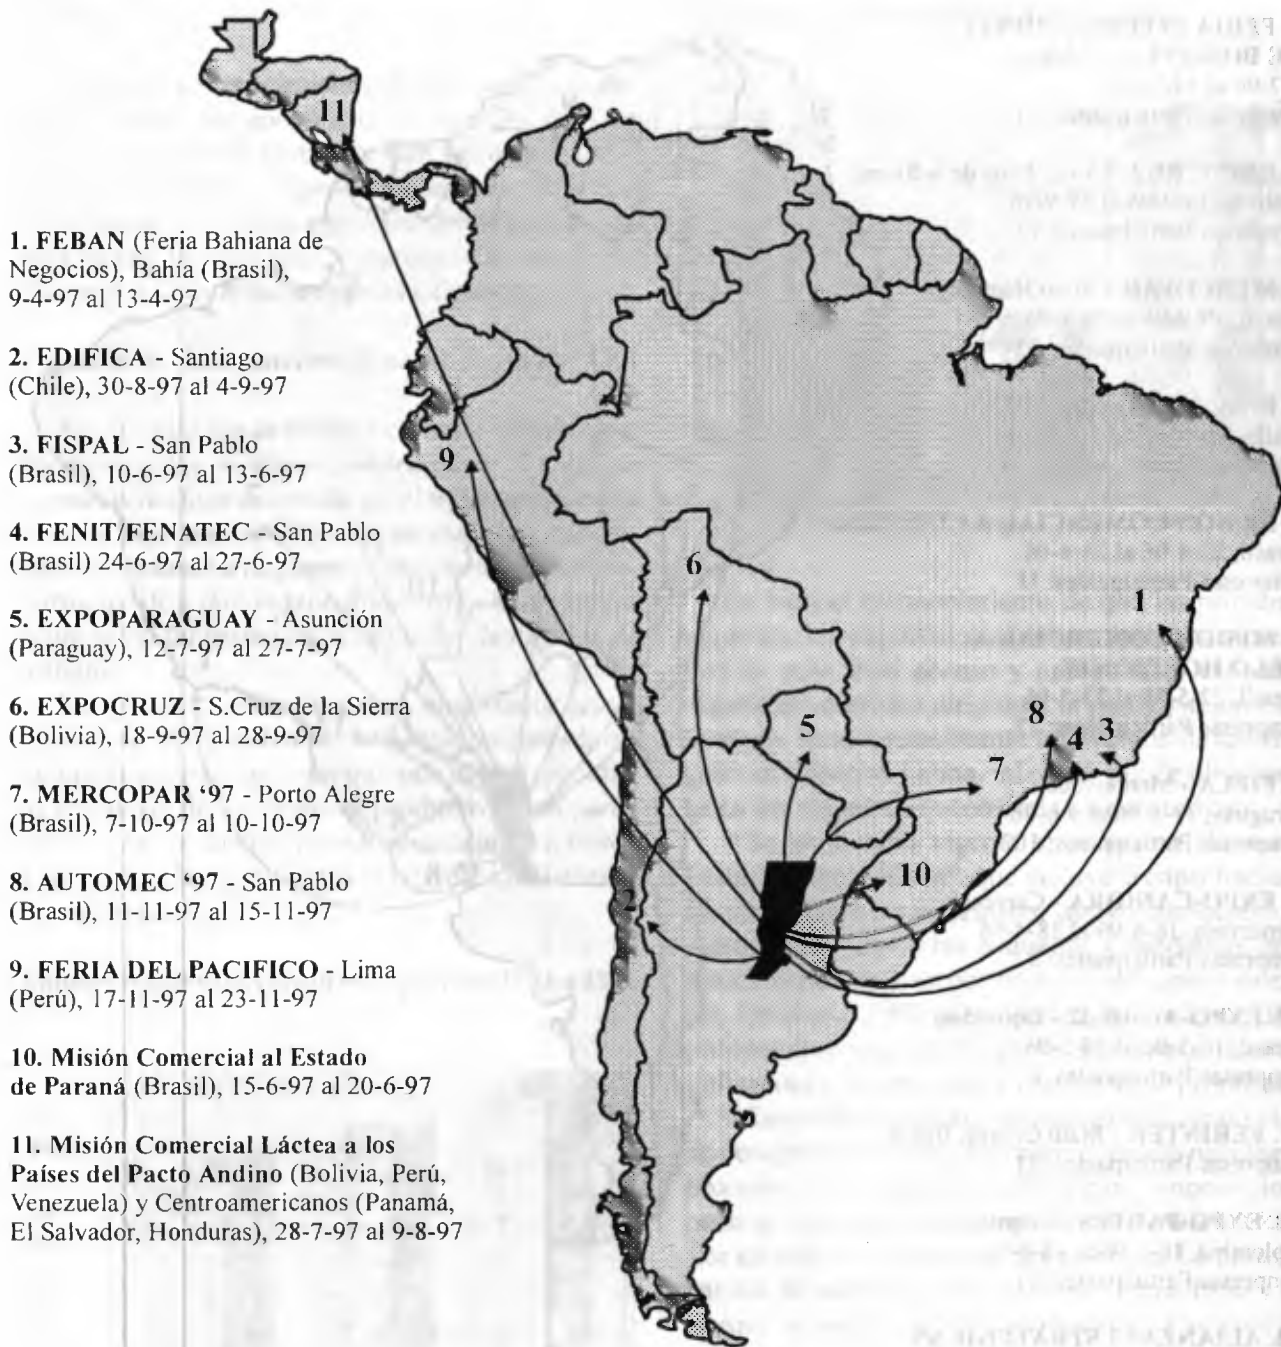 1. FEBAN (Feria Bahiana de
Negocios), Bahía (Brasil),
9-4-97 al 13-4-97
2. EDIFICA - Santiago
(Chile), 30-8-97 al 4-9-97
3. FISPAL - San Pablo
(Brasil), 10-6-97 al 13-6-97
4. FENIT/FENATEC - San Pablo
(Brasil) 24-6-97 al 27-6-97
5. EXPOPARAGUAY - Asunción
(Paraguay), 12-7-97 al 27-7-97
6. EXPOCRUZ - S.Cruz de la Sierra
(Bolivia), 18-9-97 al 28-9-97
7. MERCOPAR ‘97 - Porto Alegre
(Brasil), 7-10-97 al 10-10-97
8. AUTOMEC ‘97 - San Pablo
(Brasil), 11-11-97 al 15-11-97
9. FERIA DEL PACIFICO - Lima
(Perú), 17-11-97 al 23-11-97
10. Misión Comercial al Estado
de Paraná (Brasil), 15-6-97 al 20-6-97
11. Misión Comercial Láctea a los
Países del Pacto Andino (Bolivia, Perú,
Venezuela) y Centroamericanos (Panamá,
El Salvador, Honduras), 28-7-97 al 9-8-97
11
9
6
1
5
8
4
3
7
10
2